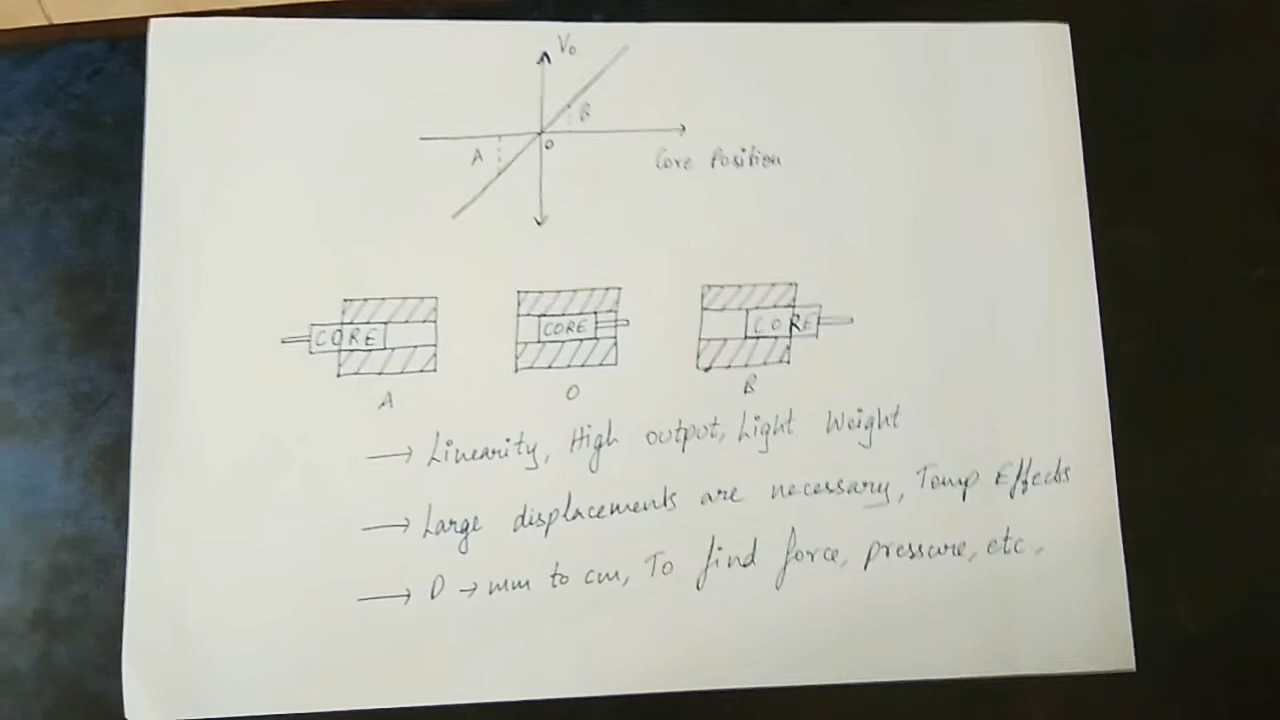 V₀
B
A
0
Core Position
CORE
CORE
CORE
A
O
B
→ Linearity, High output, Light Weight
→ Large displacements are necessary, Temp Effects
→ D → mm to cm, To find force, pressure, etc.